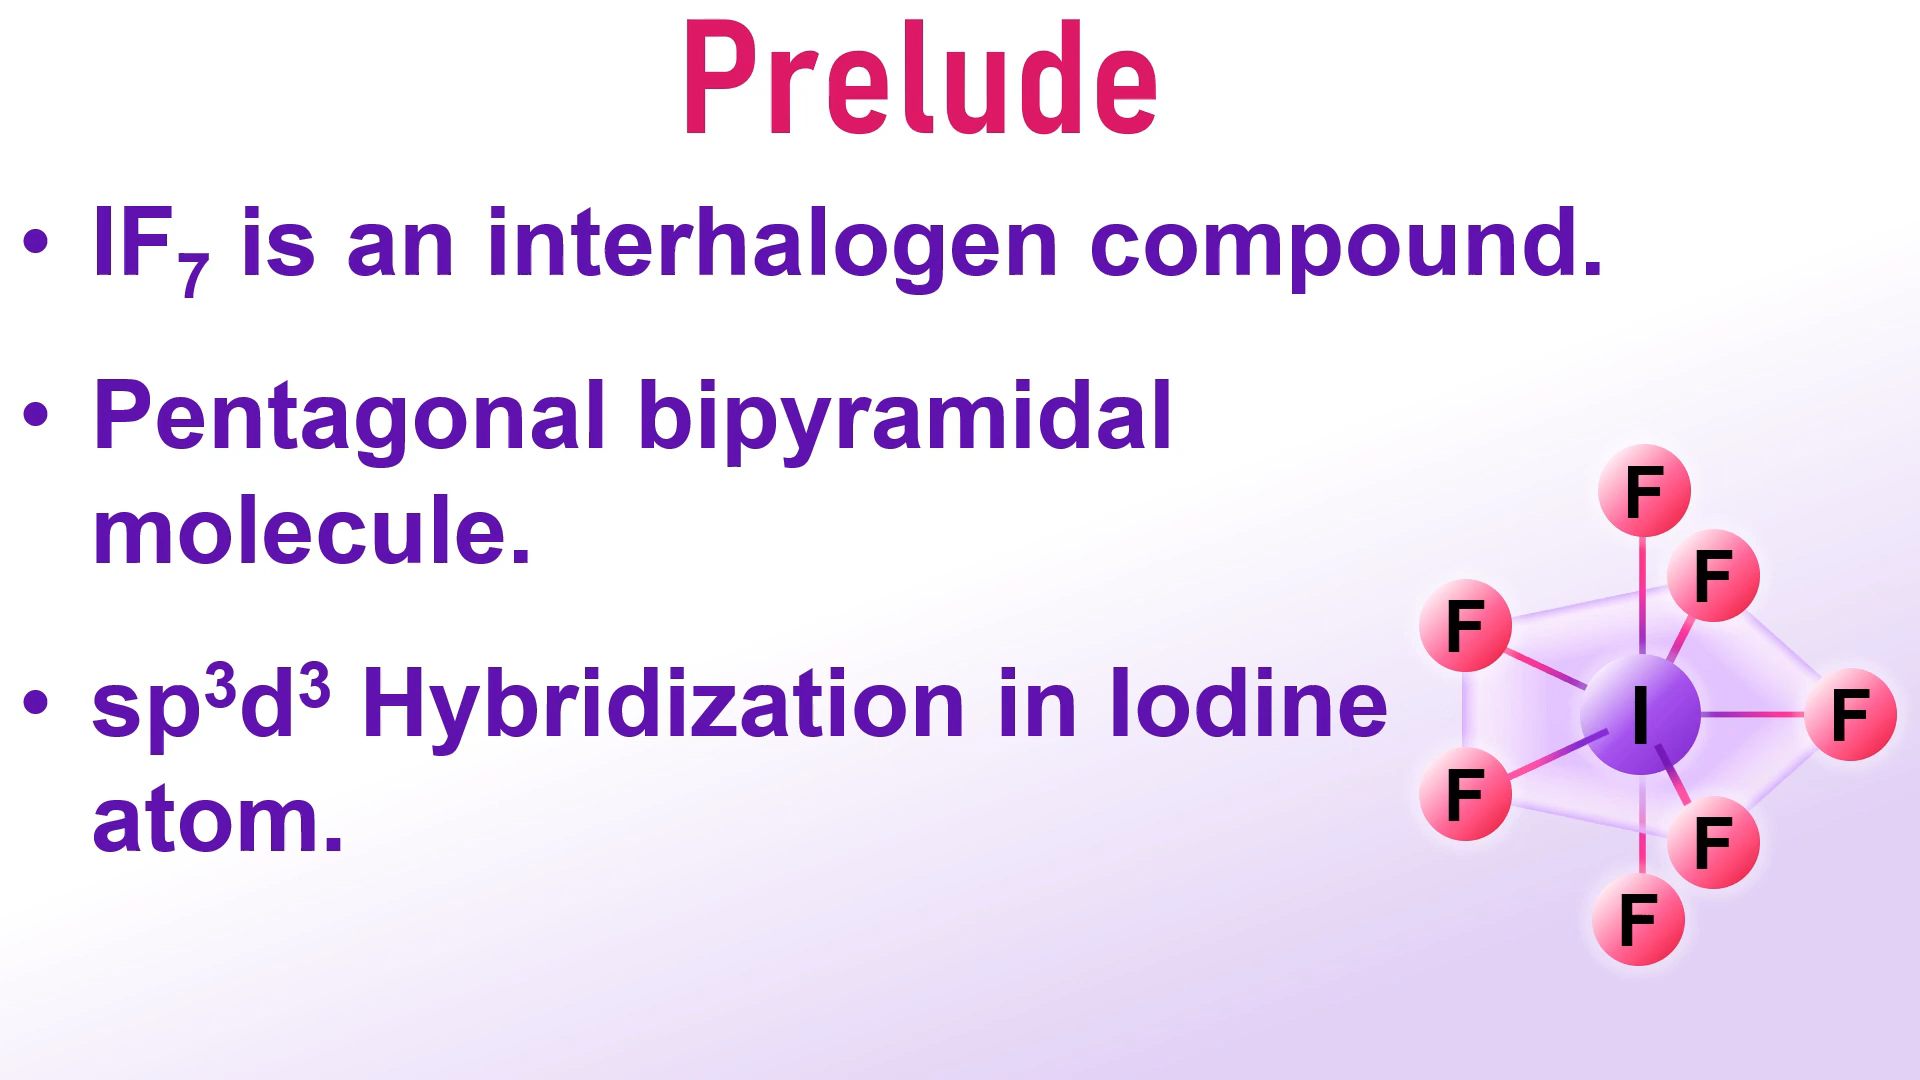 Prelude
• IF₇ is an interhalogen compound.
• Pentagonal bipyramidal
molecule.
• sp³d³ Hybridization in Iodine
atom.
F
F
F
F
I
F
F
F